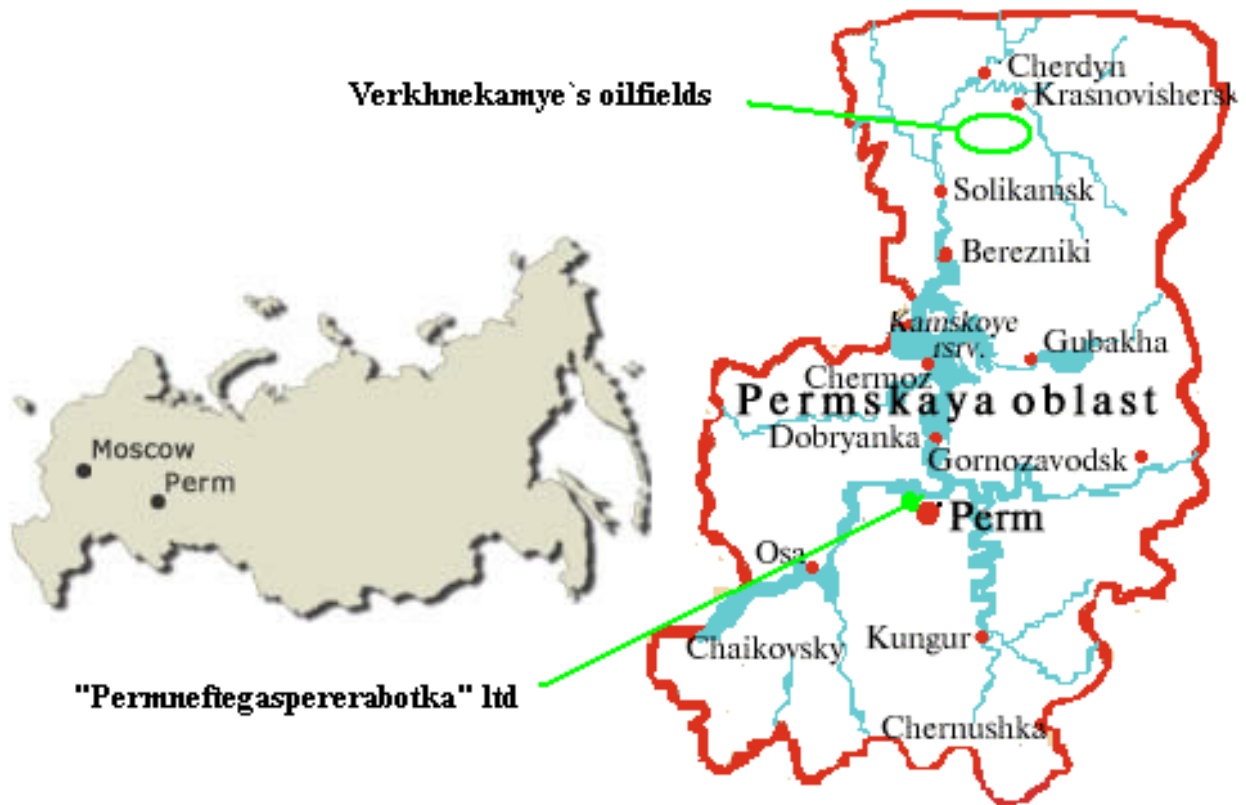 Verkhnekamye`s oilfields
Cherdyn
Krasnovishersk
Solikamsk
Berezniki
Kamskoye
rsrv.
Gubakha
Chermoz
Permskaya oblast
Dobryanka
Gornozavodsk
Moscow
Perm
Perm
Osa
Chaikovsky
Kungur
"Permneftegaspererabotka" ltd
Chernushka